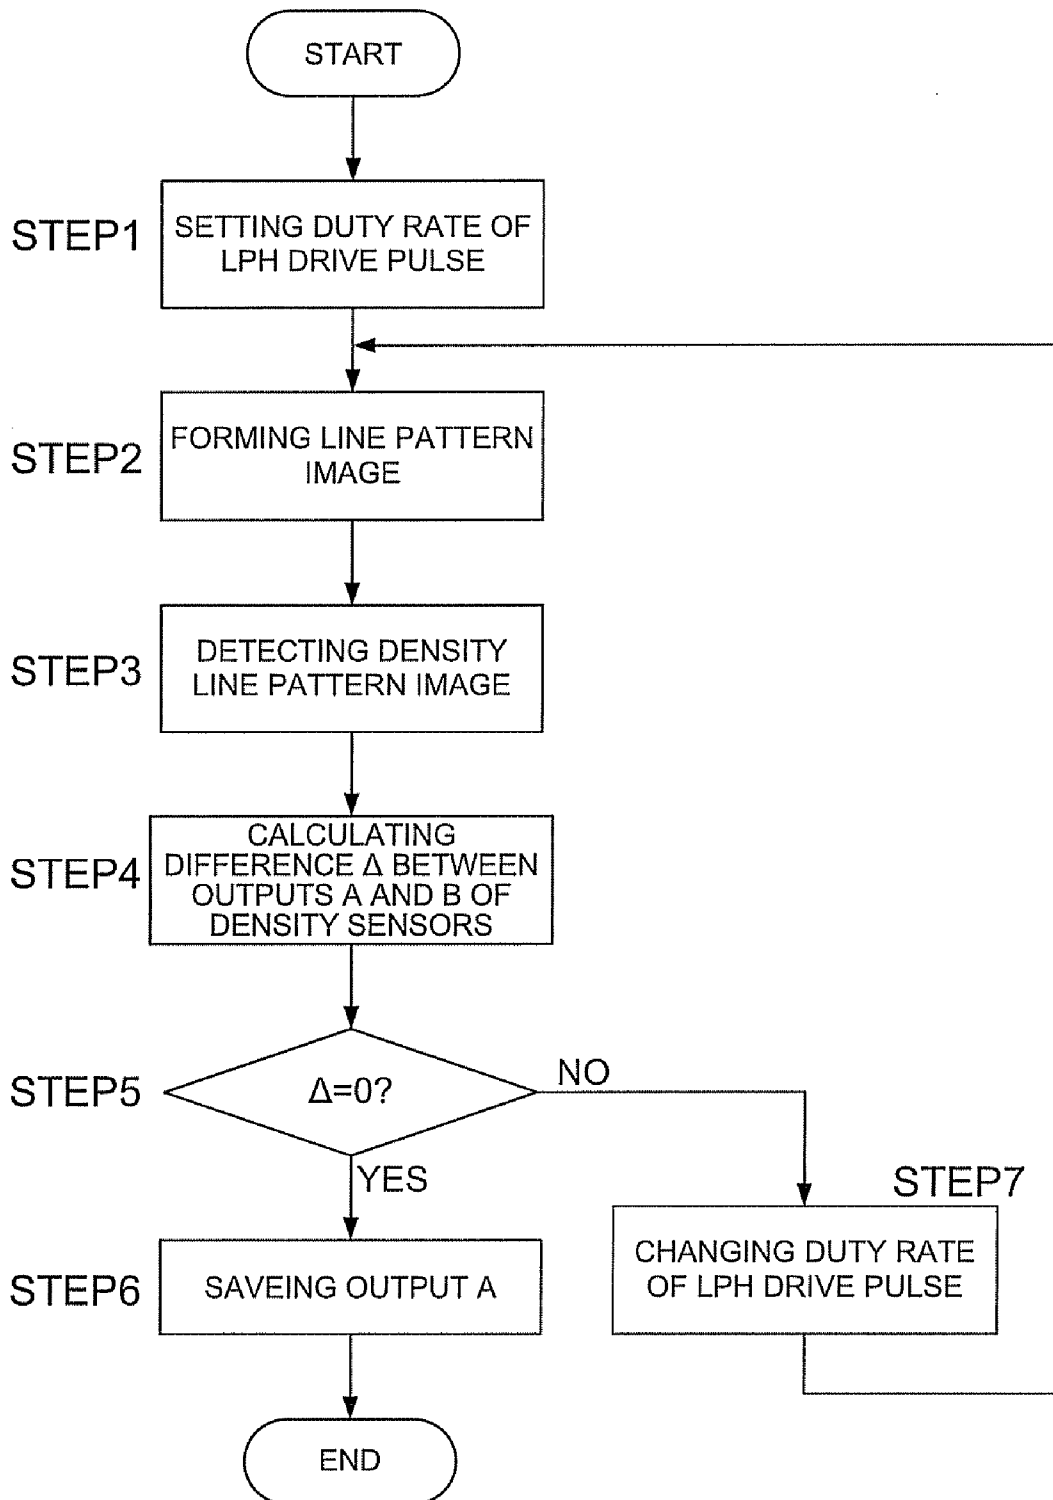 START
STEP1
SETTING DUTY RATE OF
LPH DRIVE PULSE
STEP2
FORMING LINE PATTERN
IMAGE
STEP3
DETECTING DENSITY
LINE PATTERN IMAGE
STEP4
CALCULATING
DIFFERENCE Δ BETWEEN
OUTPUTS A AND B OF
DENSITY SENSORS
STEP5
Δ=0?
NO
YES
STEP7
CHANGING DUTY RATE
OF LPH DRIVE PULSE
STEP6
SAVEING OUTPUT A
END